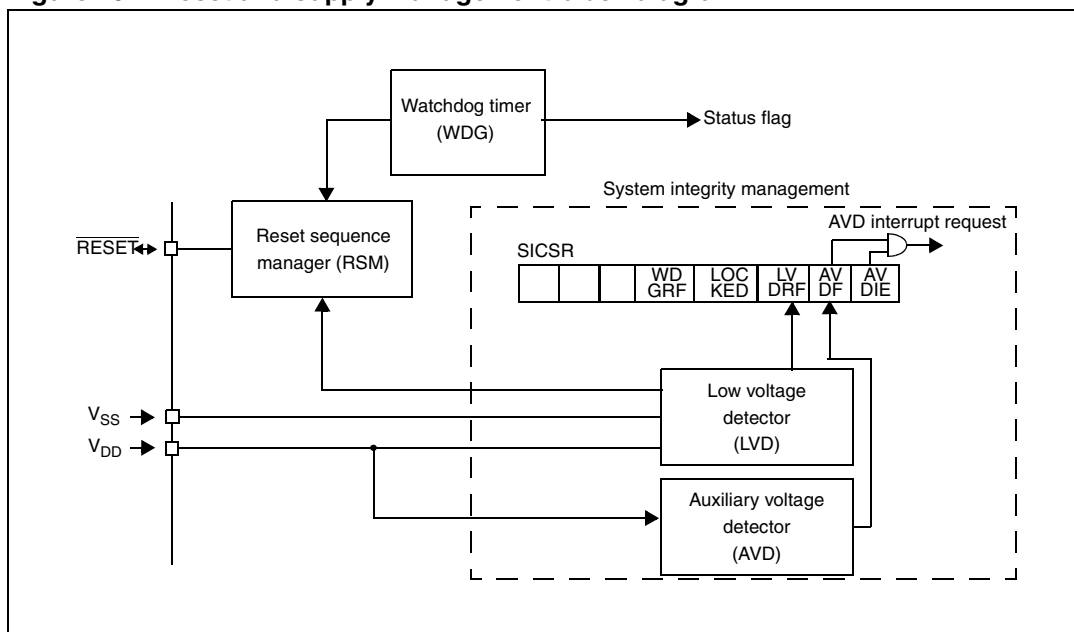 Watchdog timer
(WDG)
Status flag
System integrity management
AVD interrupt request
RESET
Reset sequence
manager (RSM)
SICSR
WD
GRF
LOC
KED
LV
DRF
AV
DF
AV
DIE
Low voltage
detector
(LVD)
VSS
VDD
Auxiliary voltage
detector
(AVD)